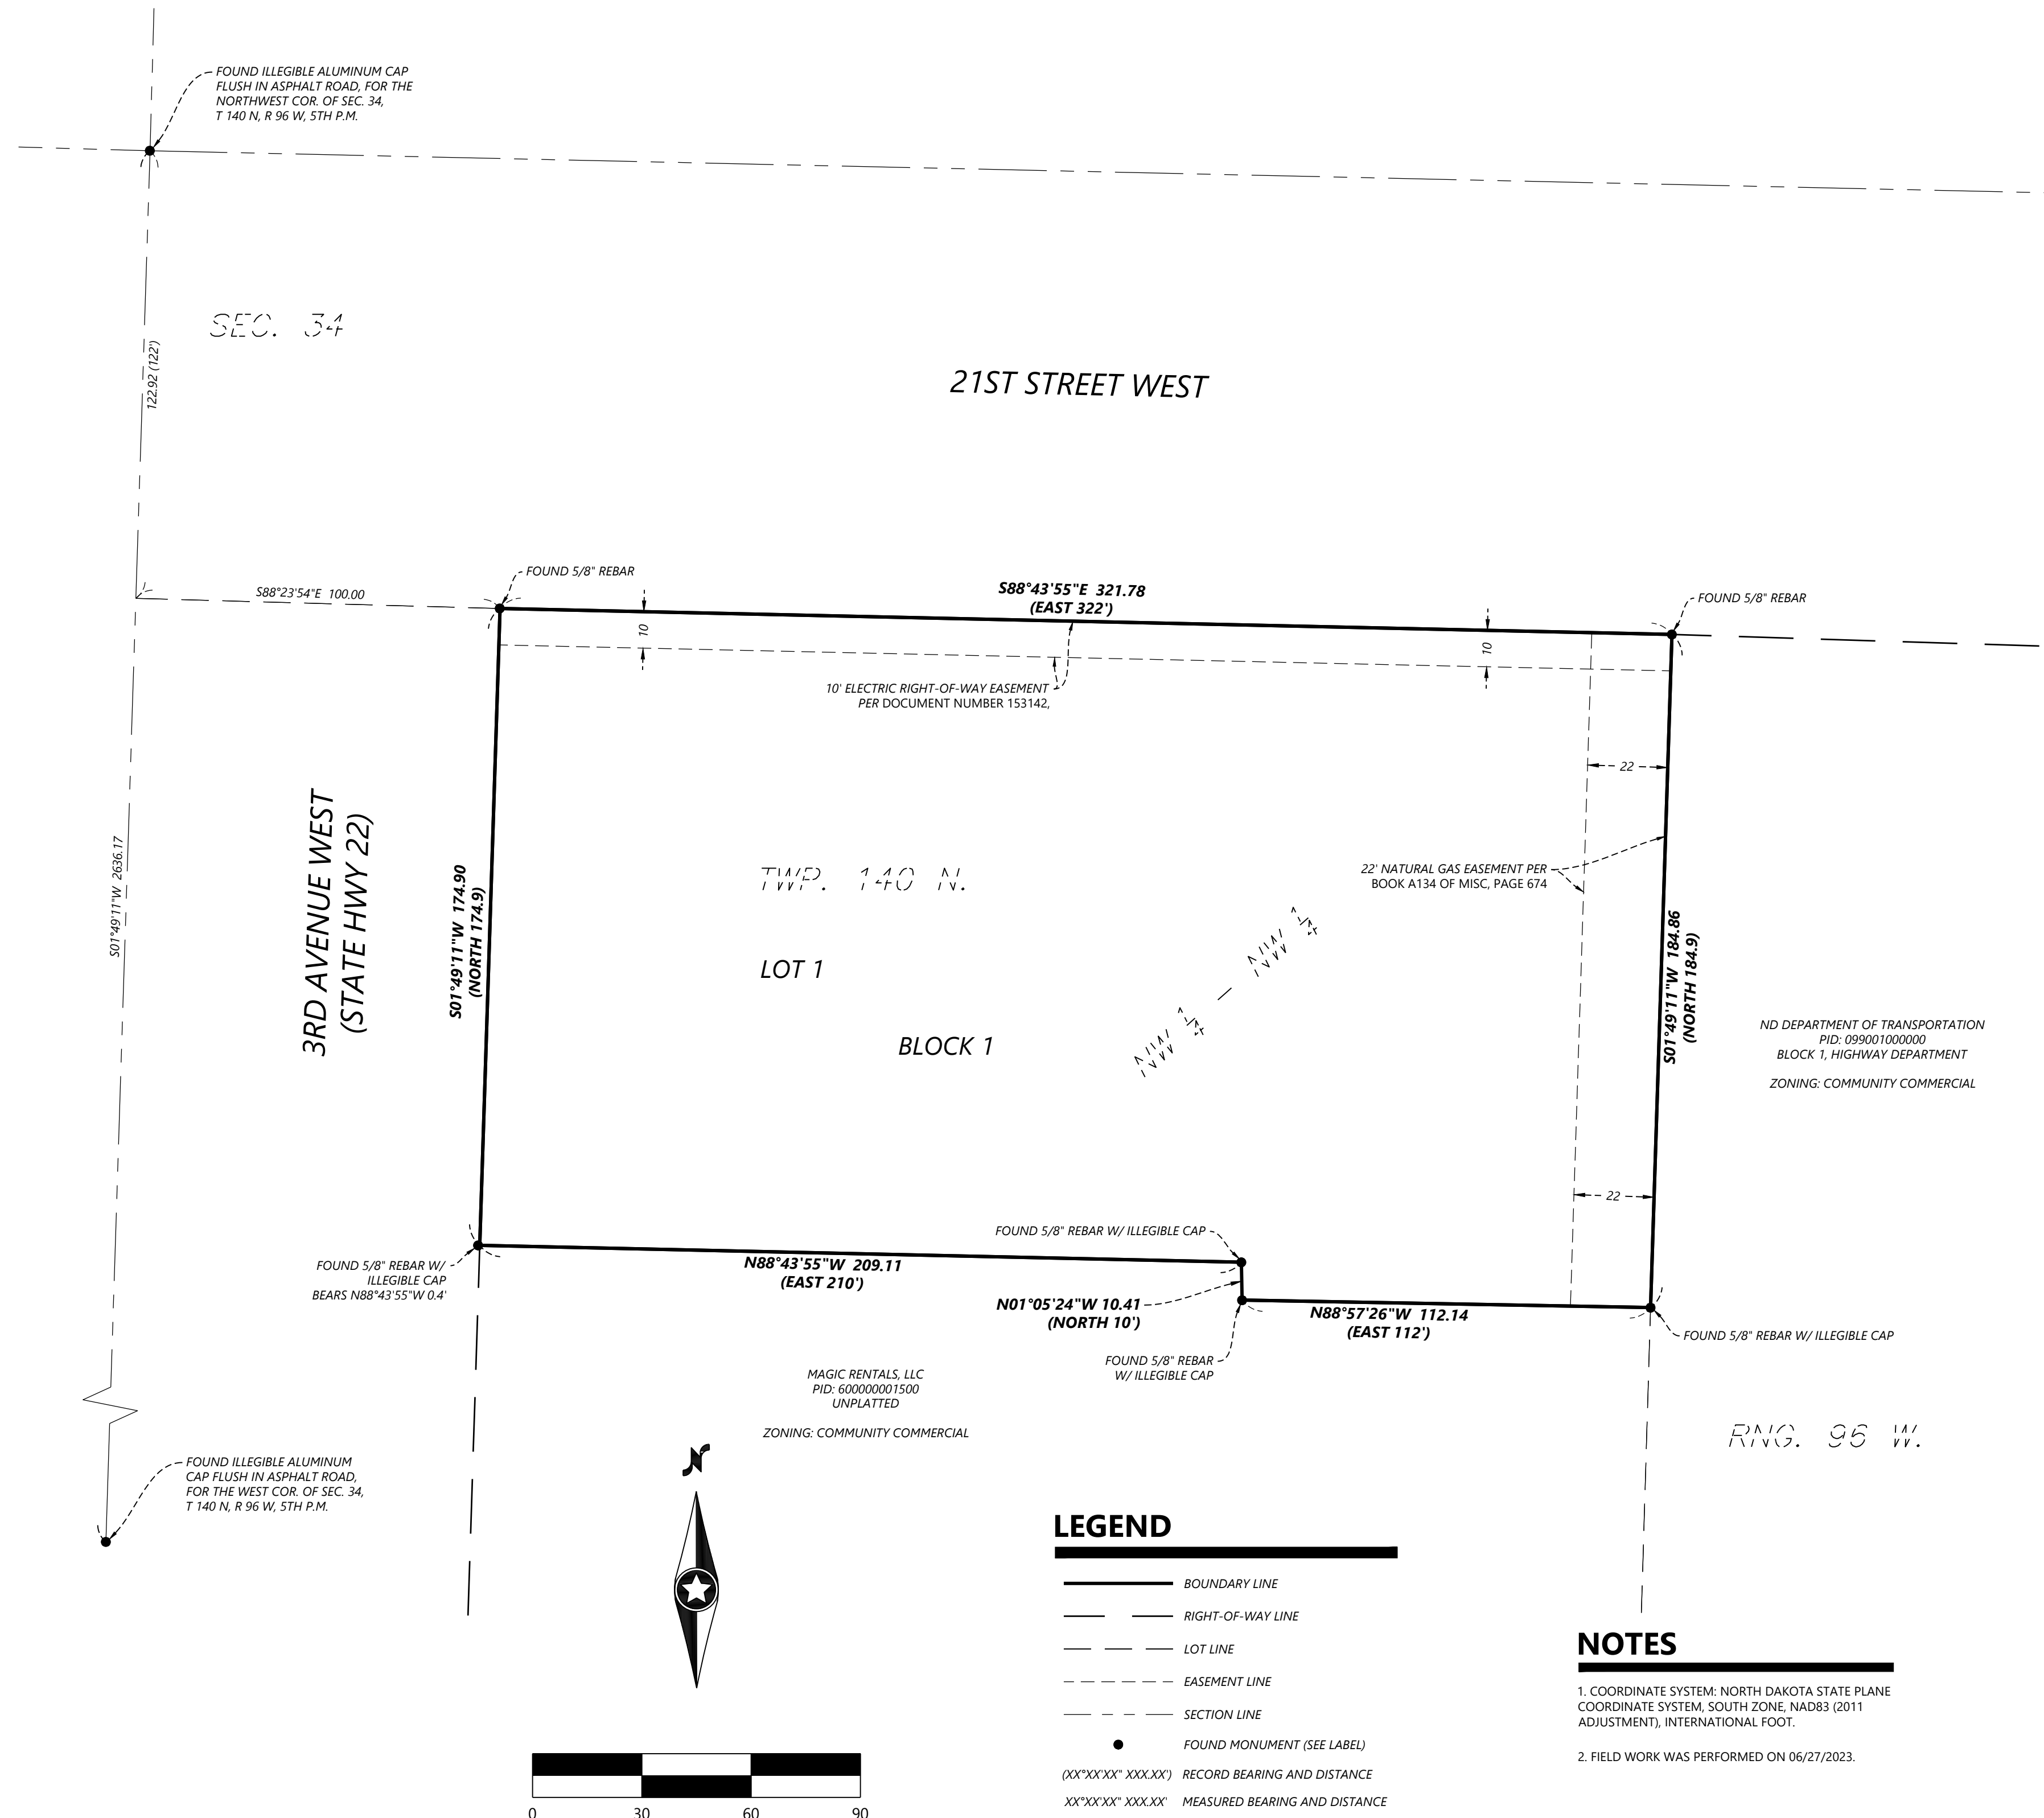 FOUND ILLEGIBLE ALUMINUM CAP
FLUSH IN ASPHALT ROAD, FOR THE
NORTHWEST COR. OF SEC. 34,
T 140 N, R 96 W, 5TH P.M.
SEC. 34
122.92 (122')
21ST STREET WEST
S88°23'54"E 100.00
FOUND 5/8" REBAR
S88°43'55"E 321.78
(EAST 322')
FOUND 5/8" REBAR
10
10
10' ELECTRIC RIGHT-OF-WAY EASEMENT
PER DOCUMENT NUMBER 153142,
22
S01°49'11"W 2636.17
3RD AVENUE WEST
(STATE HWY 22)
S01°49'11"W 174.90
(NORTH 174.9)
TWP. 140 N.
LOT 1
BLOCK 1
NW 1/4 — NW 1/4
22' NATURAL GAS EASEMENT PER
BOOK A134 OF MISC, PAGE 674
S01°49'11"W 184.86
(NORTH 184.9)
ND DEPARTMENT OF TRANSPORTATION
PID: 099001000000
BLOCK 1, HIGHWAY DEPARTMENT
ZONING: COMMUNITY COMMERCIAL
22
FOUND 5/8" REBAR W/ ILLEGIBLE CAP
FOUND 5/8" REBAR W/
ILLEGIBLE CAP
BEARS N88°43'55"W 0.4'
N88°43'55"W 209.11
(EAST 210')
N01°05'24"W 10.41
(NORTH 10')
N88°57'26"W 112.14
(EAST 112')
FOUND 5/8" REBAR W/ ILLEGIBLE CAP
FOUND 5/8" REBAR
W/ ILLEGIBLE CAP
MAGIC RENTALS, LLC
PID: 600000001500
UNPLATTED
ZONING: COMMUNITY COMMERCIAL
RNG. 96 W.
FOUND ILLEGIBLE ALUMINUM
CAP FLUSH IN ASPHALT ROAD,
FOR THE WEST COR. OF SEC. 34,
T 140 N, R 96 W, 5TH P.M.
N
LEGEND
BOUNDARY LINE
RIGHT-OF-WAY LINE
LOT LINE
EASEMENT LINE
SECTION LINE
FOUND MONUMENT (SEE LABEL)
(XX°XX'XX" XXX.XX') RECORD BEARING AND DISTANCE
XX°XX'XX" XXX.XX' MEASURED BEARING AND DISTANCE
NOTES
1. COORDINATE SYSTEM: NORTH DAKOTA STATE PLANE
COORDINATE SYSTEM, SOUTH ZONE, NAD83 (2011
ADJUSTMENT), INTERNATIONAL FOOT.
2. FIELD WORK WAS PERFORMED ON 06/27/2023.
0 30 60 90